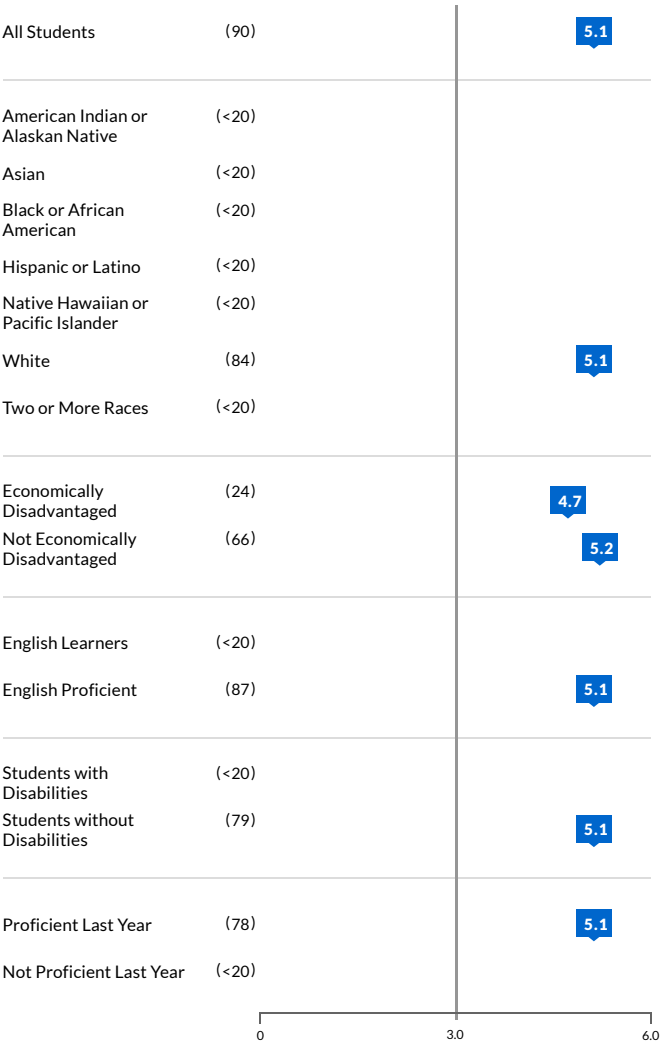 All Students (90) 5.1
American Indian or
Alaskan Native (<20)
Asian (<20)
Black or African
American (<20)
Hispanic or Latino (<20)
Native Hawaiian or
Pacific Islander (<20)
White (84) 5.1
Two or More Races (<20)
Economically
Disadvantaged (24) 4.7
Not Economically
Disadvantaged (66) 5.2
English Learners (<20)
English Proficient (87) 5.1
Students with
Disabilities (<20)
Students without
Disabilities (79) 5.1
Proficient Last Year (78) 5.1
Not Proficient Last Year (<20)
0 3.0 6.0